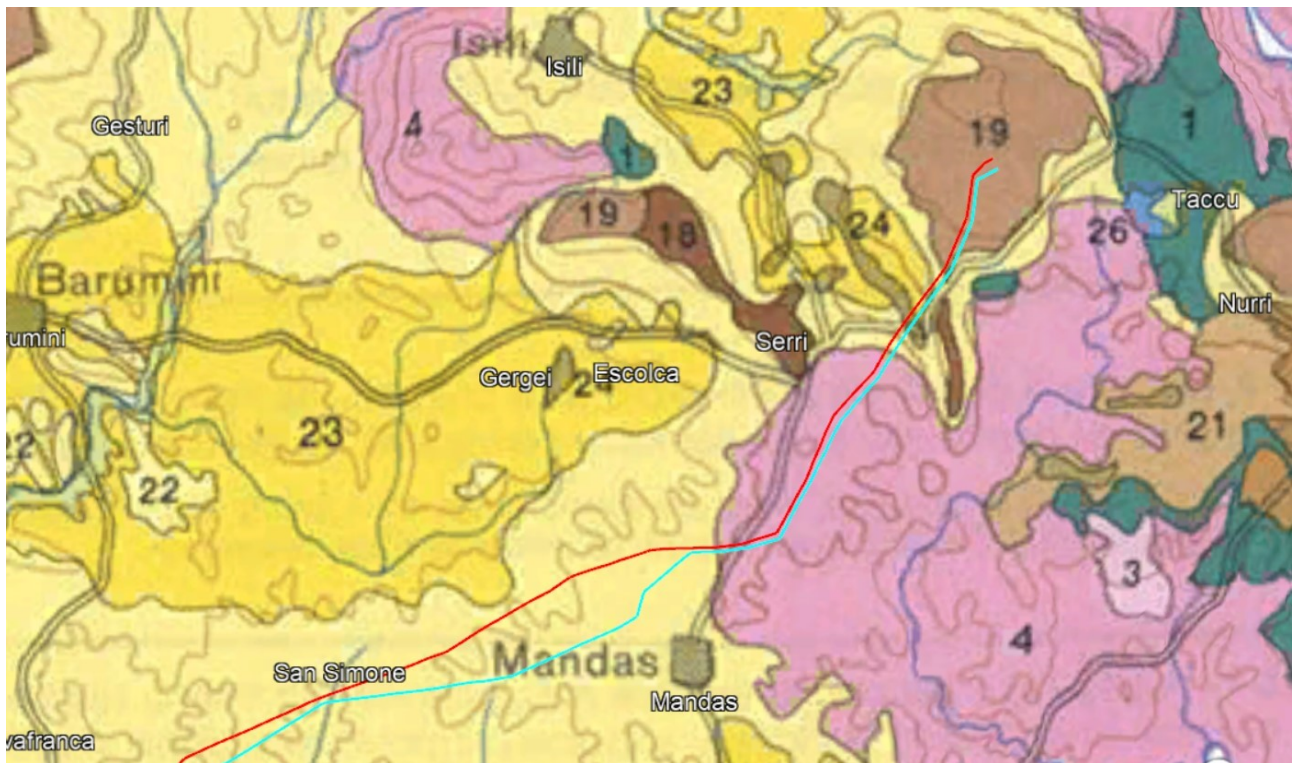 Isili
Isili
23
19
1
Gesturi
4
1
Taccu
19
18
24
26
Barumini
Nurri
rumini
Serri
Gergei
24
Escolca
23
21
22
22
3
4
San Simone
Mandas
Mandas
vafranca